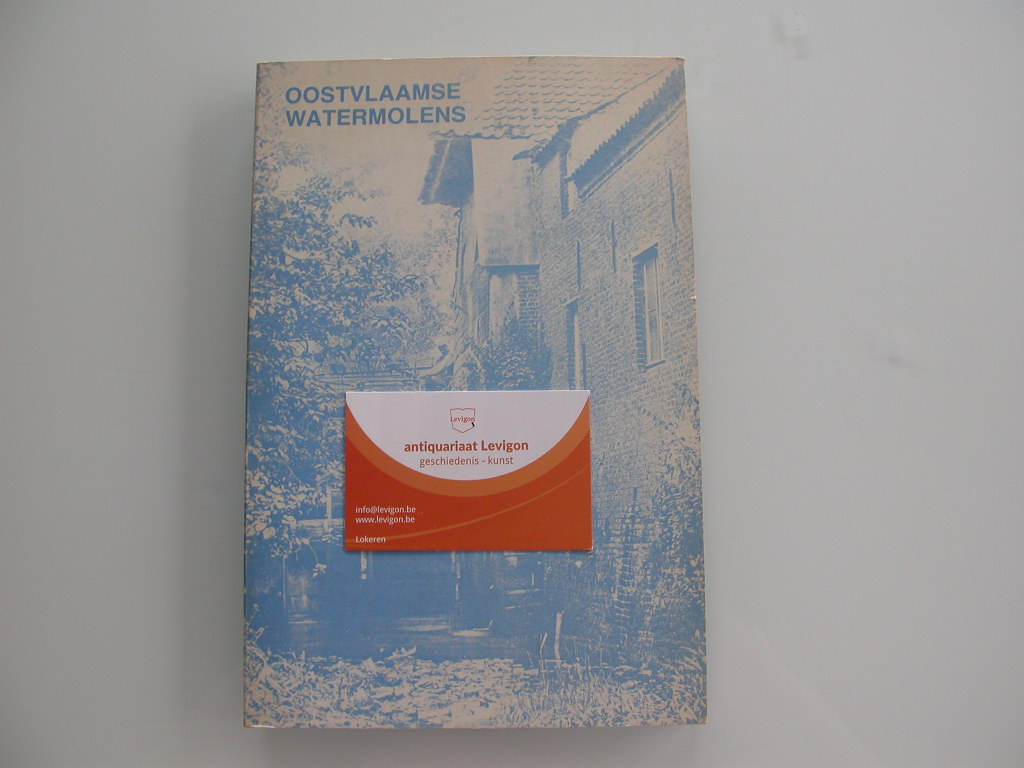 OOSTVLAAMSE
WATERMOLENS
Levigon
antiquariaat Levigon
geschiedenis - kunst
info@levigon.be
www.levigon.be
Lokeren